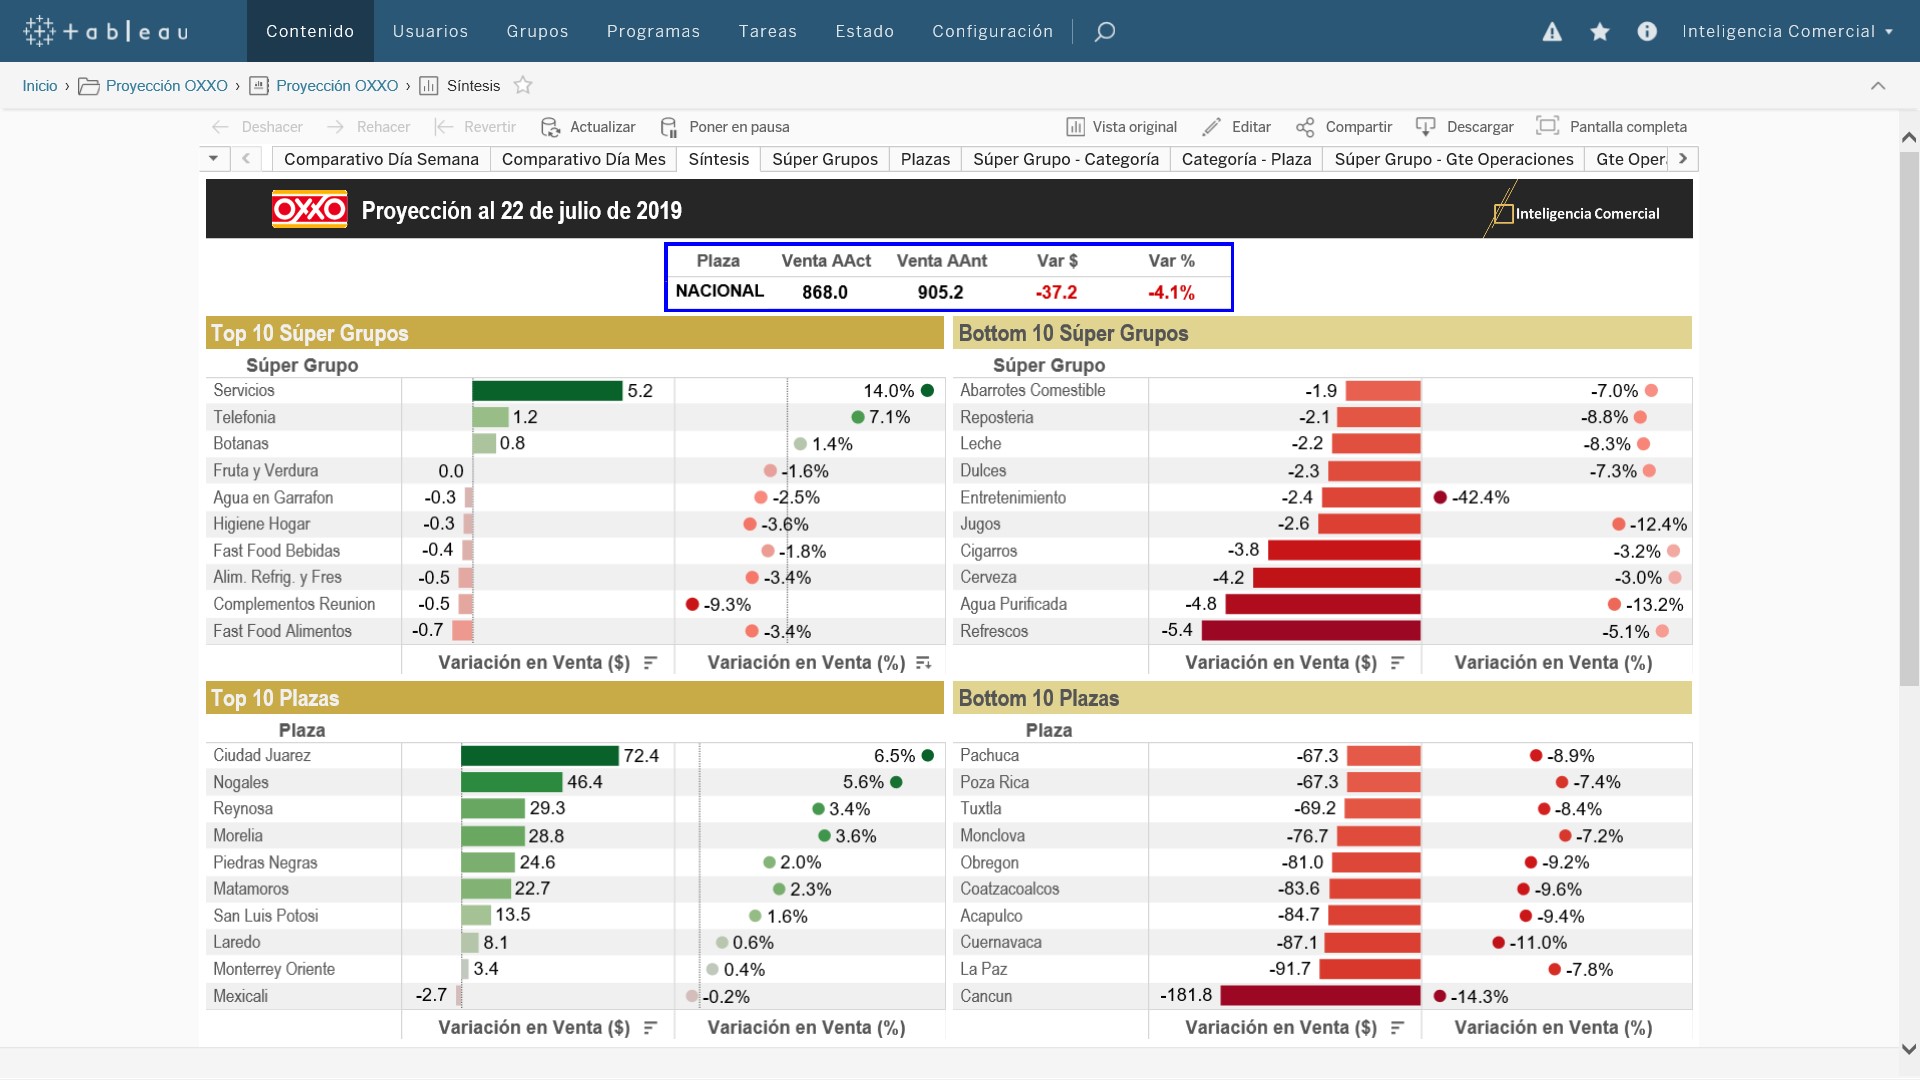 +ableau Contenido Usuarios Grupos Programas Tareas Estado Configuración Inteligencia Comercial
Inicio › Proyección OXXO › Proyección OXXO › Síntesis
Deshacer Rehacer Revertir Actualizar Poner en pausa Vista original Editar Compartir Descargar Pantalla completa
Comparativo Día Semana Comparativo Día Mes Síntesis Súper Grupos Plazas Súper Grupo - Categoría Categoría - Plaza Súper Grupo - Gte Operaciones Gte Oper
OXXO Proyección al 22 de julio de 2019 Inteligencia Comercial
Plaza Venta AAct Venta AAnt Var $ Var %
NACIONAL 868.0 905.2 -37.2 -4.1%
Top 10 Súper Grupos
Súper Grupo
Servicios 5.2 14.0%
Telefonia 1.2 7.1%
Botanas 0.8 1.4%
Fruta y Verdura 0.0 -1.6%
Agua en Garrafon -0.3 -2.5%
Higiene Hogar -0.3 -3.6%
Fast Food Bebidas -0.4 -1.8%
Alim. Refrig. y Fres -0.5 -3.4%
Complementos Reunion -0.5 -9.3%
Fast Food Alimentos -0.7 -3.4%
Variación en Venta ($) Variación en Venta (%)
Bottom 10 Súper Grupos
Súper Grupo
Abarrotes Comestible -1.9 -7.0%
Reposteria -2.1 -8.8%
Leche -2.2 -8.3%
Dulces -2.3 -7.3%
Entretenimiento -2.4 -42.4%
Jugos -2.6 -12.4%
Cigarros -3.8 -3.2%
Cerveza -4.2 -3.0%
Agua Purificada -4.8 -13.2%
Refrescos -5.4 -5.1%
Variación en Venta ($) Variación en Venta (%)
Top 10 Plazas
Plaza
Ciudad Juarez 72.4 6.5%
Nogales 46.4 5.6%
Reynosa 29.3 3.4%
Morelia 28.8 3.6%
Piedras Negras 24.6 2.0%
Matamoros 22.7 2.3%
San Luis Potosi 13.5 1.6%
Laredo 8.1 0.6%
Monterrey Oriente 3.4 0.4%
Mexicali -2.7 -0.2%
Variación en Venta ($) Variación en Venta (%)
Bottom 10 Plazas
Plaza
Pachuca -67.3 -8.9%
Poza Rica -67.3 -7.4%
Tuxtla -69.2 -8.4%
Monclova -76.7 -7.2%
Obregon -81.0 -9.2%
Coatzacoalcos -83.6 -9.6%
Acapulco -84.7 -9.4%
Cuernavaca -87.1 -11.0%
La Paz -91.7 -7.8%
Cancun -181.8 -14.3%
Variación en Venta ($) Variación en Venta (%)